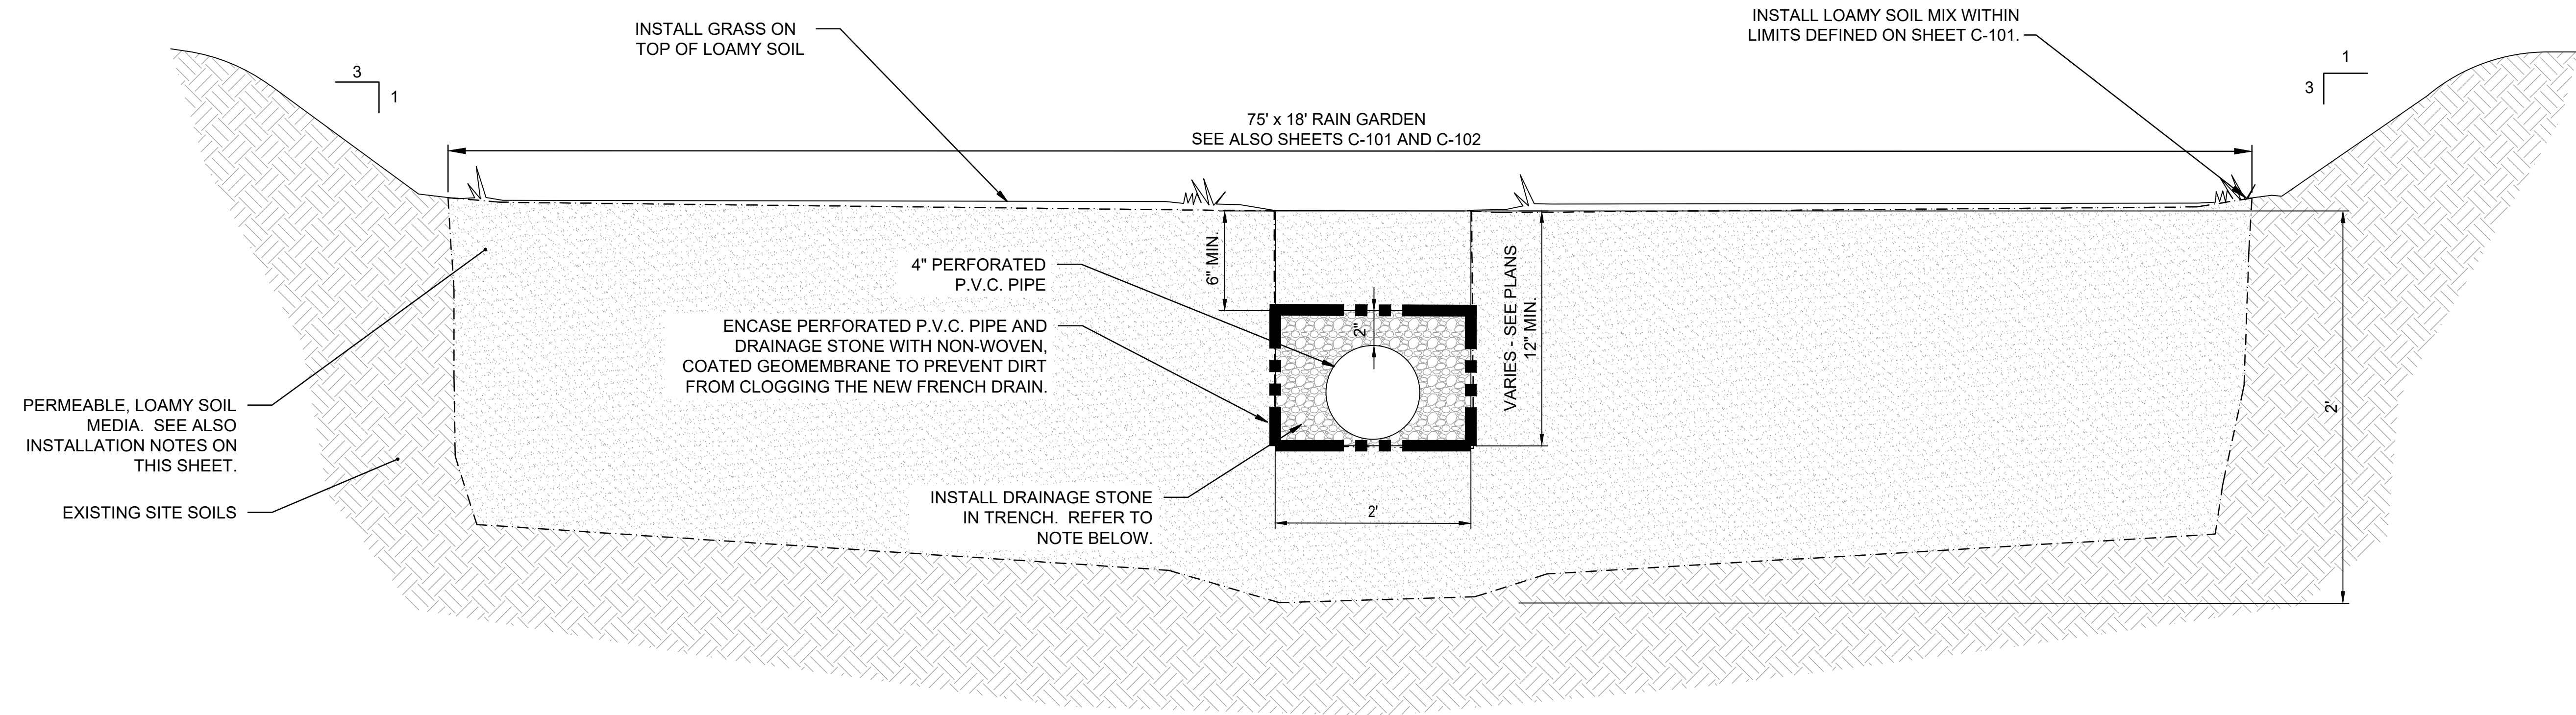 INSTALL GRASS ON
TOP OF LOAMY SOIL
INSTALL LOAMY SOIL MIX WITHIN
LIMITS DEFINED ON SHEET C-101.
3
1
1
3
75' x 18' RAIN GARDEN
SEE ALSO SHEETS C-101 AND C-102
6" MIN.
4" PERFORATED
P.V.C. PIPE
2"
VARIES - SEE PLANS
12" MIN.
ENCASE PERFORATED P.V.C. PIPE AND
DRAINAGE STONE WITH NON-WOVEN,
COATED GEOMEMBRANE TO PREVENT DIRT
FROM CLOGGING THE NEW FRENCH DRAIN.
2'
PERMEABLE, LOAMY SOIL
MEDIA. SEE ALSO
INSTALLATION NOTES ON
THIS SHEET.
EXISTING SITE SOILS
INSTALL DRAINAGE STONE
IN TRENCH. REFER TO
NOTE BELOW.
2'